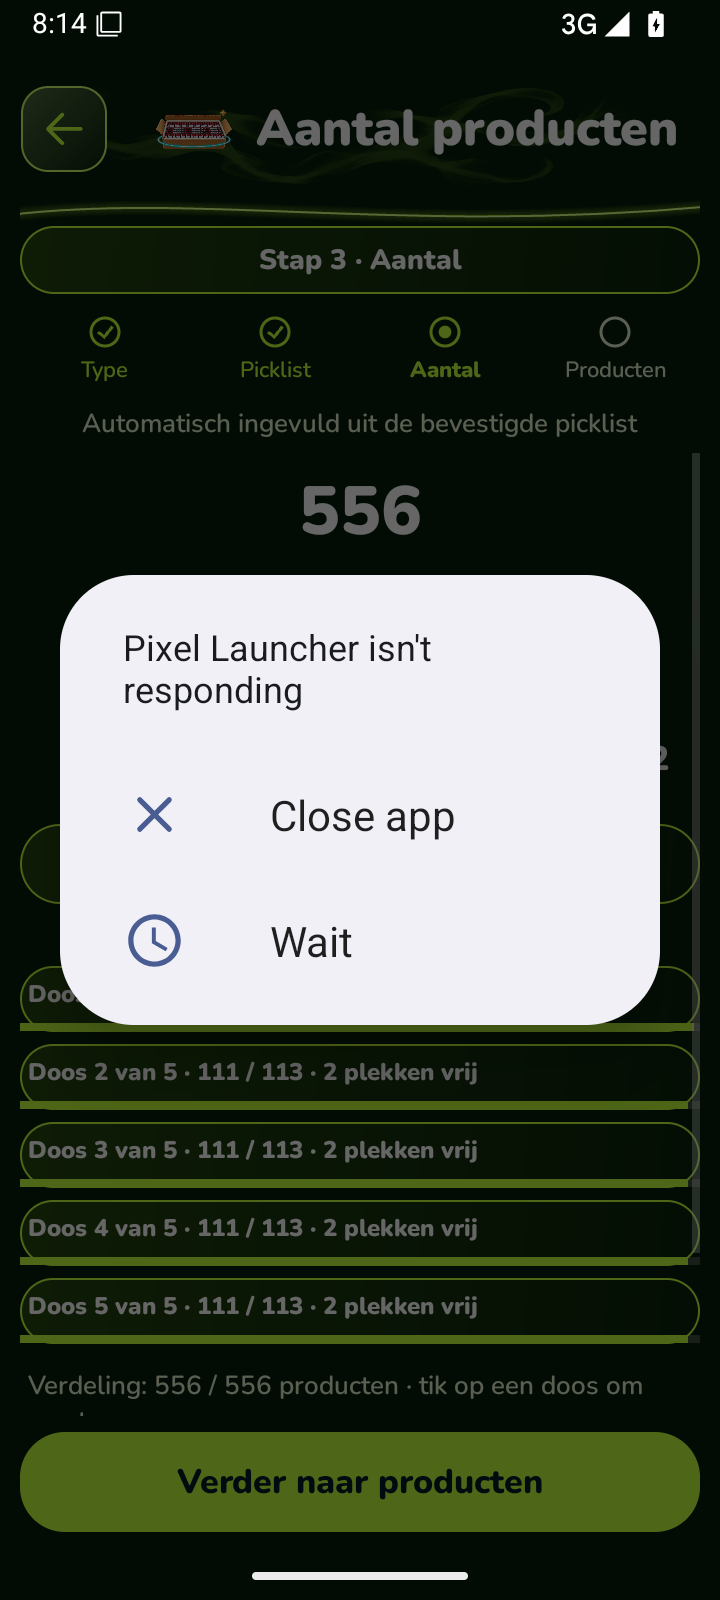 8:14
3G
Aantal producten
Stap 3 · Aantal
Type
Picklist
Aantal
Producten
Automatisch ingevuld uit de bevestigde picklist
556
Pixel Launcher isn't
responding
Close app
Wait
Doos 2 van 5 · 111 / 113 · 2 plekken vrij
Doos 3 van 5 · 111 / 113 · 2 plekken vrij
Doos 4 van 5 · 111 / 113 · 2 plekken vrij
Doos 5 van 5 · 111 / 113 · 2 plekken vrij
Verdeling: 556 / 556 producten · tik op een doos om
Verder naar producten